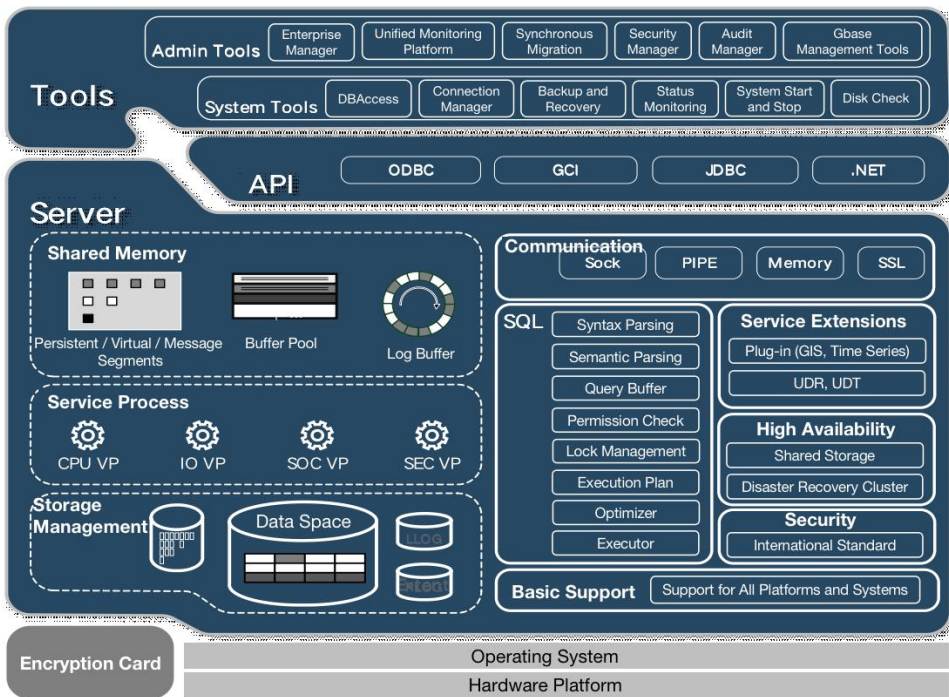 Admin Tools
Enterprise
Manager
Unified Monitoring
Platform
Synchronous
Migration
Security
Manager
Audit
Manager
Gbase
Management Tools
Tools
System Tools
DBAccess
Connection
Manager
Backup and
Recovery
Status
Monitoring
System Start
and Stop
Disk Check
API
ODBC
GCI
JDBC
.NET
Server
Shared Memory
Persistent / Virtual / Message
Segments
Buffer Pool
Log Buffer
Service Process
CPU VP
IO VP
SOC VP
SEC VP
Storage
Management
Data Space
LLOG
Extent
Communication
Sock
PIPE
Memory
SSL
SQL
Syntax Parsing
Semantic Parsing
Query Buffer
Permission Check
Lock Management
Execution Plan
Optimizer
Executor
Service Extensions
Plug-in (GIS, Time Series)
UDR, UDT
High Availability
Shared Storage
Disaster Recovery Cluster
Security
International Standard
Basic Support
Support for All Platforms and Systems
Encryption Card
Operating System
Hardware Platform